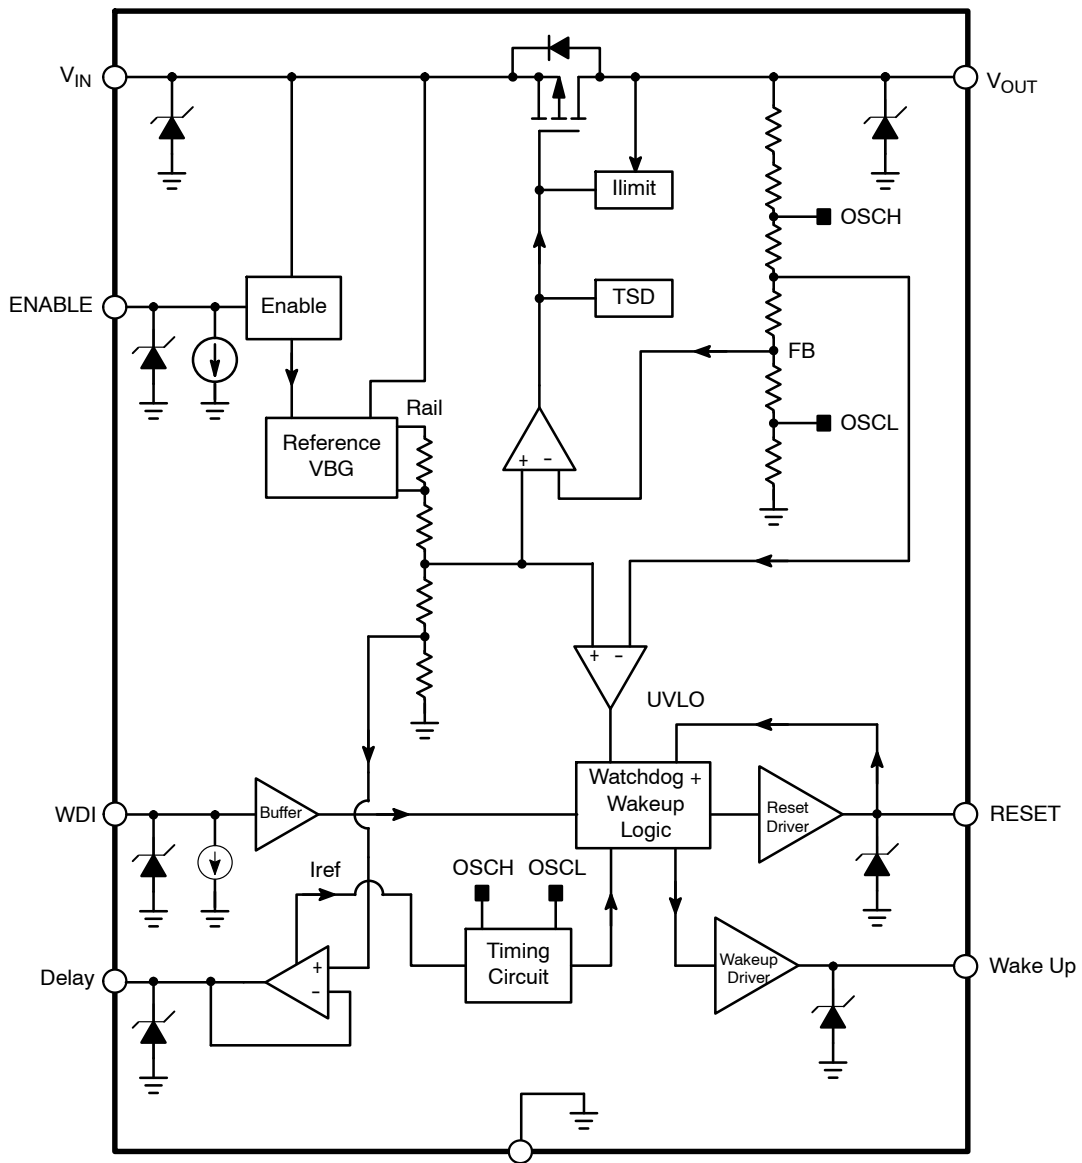 VIN
VOUT
Ilimit
OSCH
ENABLE
Enable
TSD
FB
Rail
OSCL
Reference
VBG
+ −
+ −
UVLO
Watchdog +
Wakeup
Logic
WDI
Buffer
Reset
Driver
RESET
Iref
OSCH OSCL
Timing
Circuit
Wakeup
Driver
Wake Up
Delay
+
−